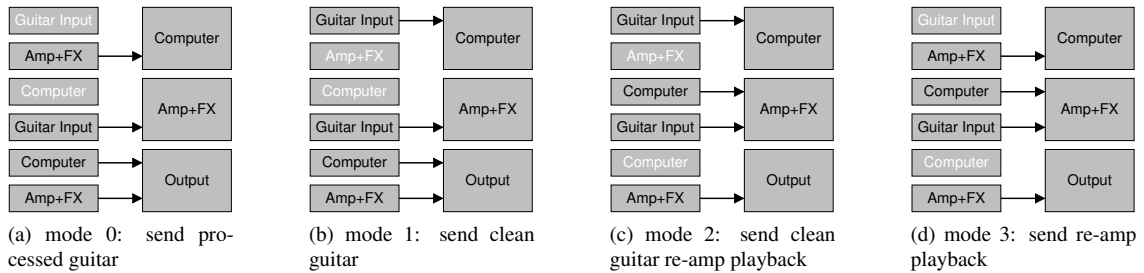 Guitar Input
Amp+FX
Computer
Computer
Guitar Input
Amp+FX
Computer
Amp+FX
Output
(a) mode 0: send pro-
cessed guitar
Guitar Input
Amp+FX
Computer
Computer
Guitar Input
Amp+FX
Computer
Amp+FX
Output
(b) mode 1: send clean
guitar
Guitar Input
Amp+FX
Computer
Computer
Guitar Input
Amp+FX
Computer
Amp+FX
Output
(c) mode 2: send clean
guitar re-amp playback
Guitar Input
Amp+FX
Computer
Computer
Guitar Input
Amp+FX
Computer
Amp+FX
Output
(d) mode 3: send re-amp
playback